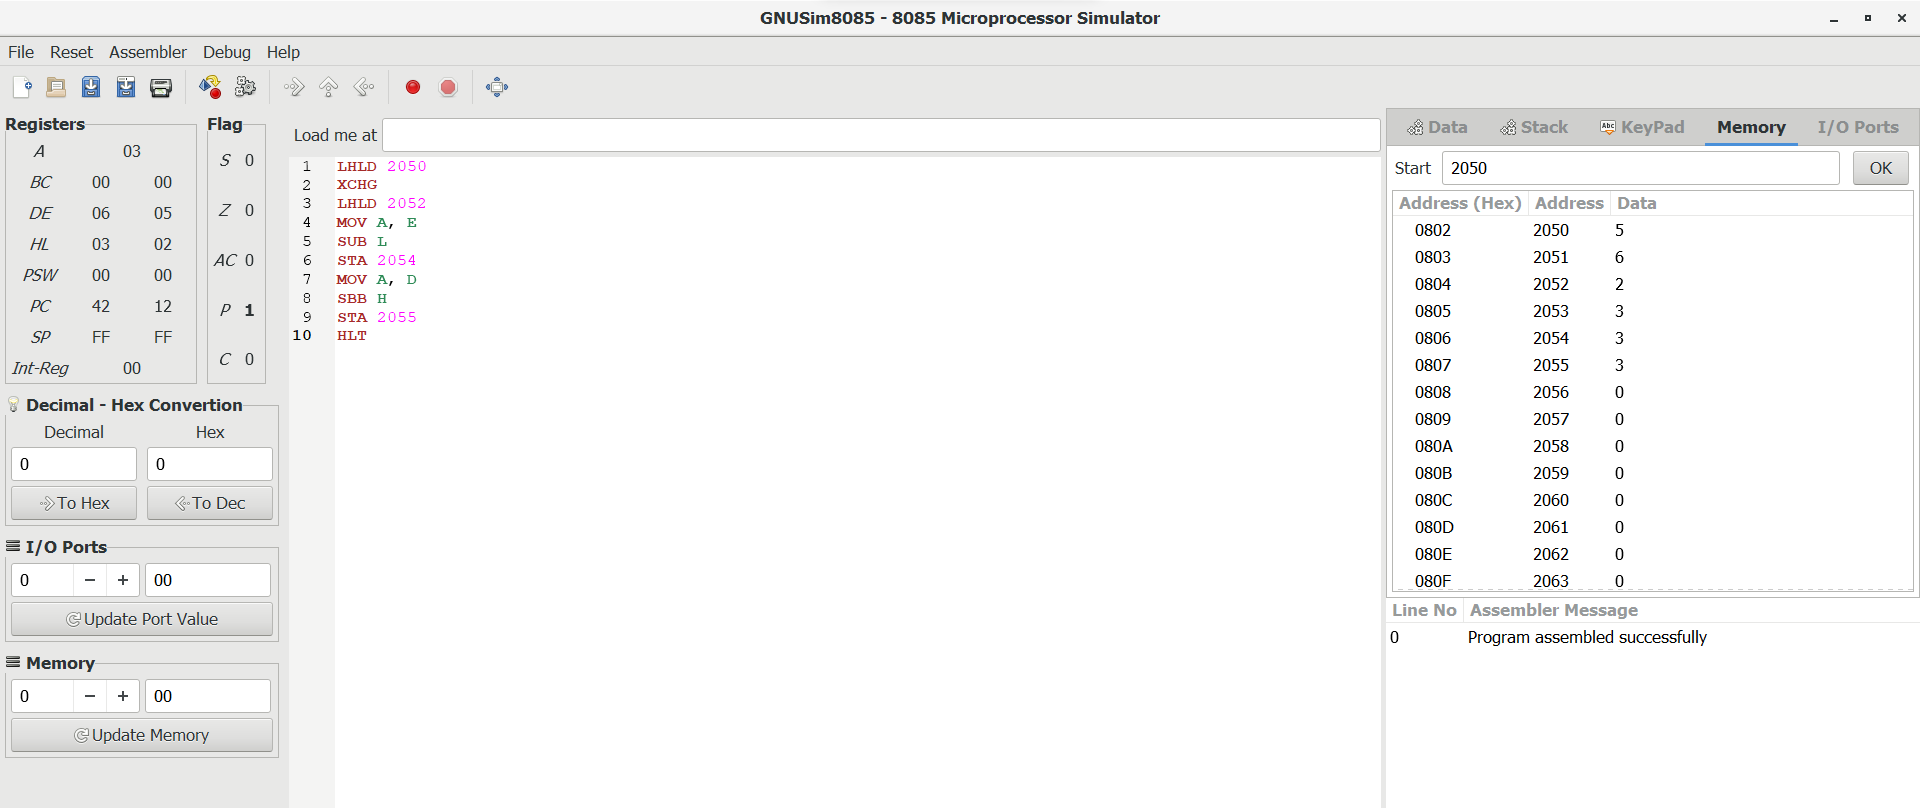 GNUSim8085 - 8085 Microprocessor Simulator
File Reset Assembler Debug Help
Registers
A 03
BC 00 00
DE 06 05
HL 03 02
PSW 00 00
PC 42 12
SP FF FF
Int-Reg 00
Flag
S 0
Z 0
AC 0
P 1
C 0
Decimal - Hex Convertion
Decimal Hex
0 0
To Hex To Dec
I/O Ports
0 − + 00
Update Port Value
Memory
0 − + 00
Update Memory
Load me at
1 LHLD 2050
2 XCHG
3 LHLD 2052
4 MOV A, E
5 SUB L
6 STA 2054
7 MOV A, D
8 SBB H
9 STA 2055
10 HLT
Data Stack Abc KeyPad Memory I/O Ports
Start 2050 OK
Address (Hex) Address Data
0802 2050 5
0803 2051 6
0804 2052 2
0805 2053 3
0806 2054 3
0807 2055 3
0808 2056 0
0809 2057 0
080A 2058 0
080B 2059 0
080C 2060 0
080D 2061 0
080E 2062 0
080F 2063 0
Line No Assembler Message
0 Program assembled successfully